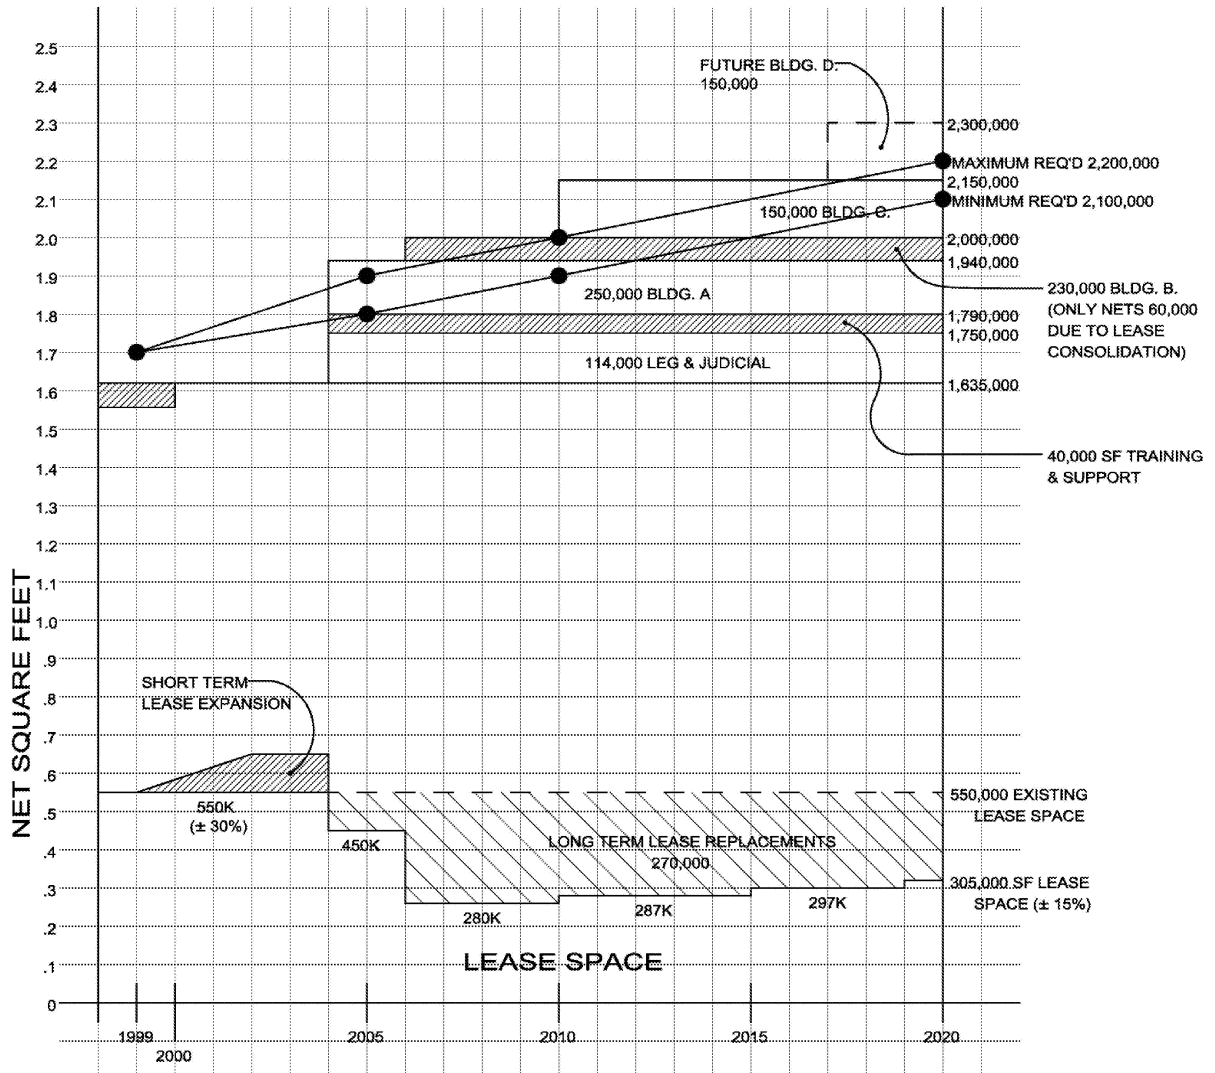 2.5
2.4
2.3
2.2
2.1
2.0
1.9
1.8
1.7
1.6
1.5
1.4
1.3
1.2
1.1
1.0
.9
.8
.7
.6
.5
.4
.3
.2
.1
0
NET SQUARE FEET
FUTURE BLDG. D.
150,000
2,300,000
MAXIMUM REQ'D 2,200,000
2,150,000
MINIMUM REQ'D 2,100,000
150,000 BLDG. C.
2,000,000
1,940,000
250,000 BLDG. A
230,000 BLDG. B.
(ONLY NETS 60,000
DUE TO LEASE
CONSOLIDATION)
1,790,000
1,750,000
114,000 LEG & JUDICIAL
1,635,000
40,000 SF TRAINING
& SUPPORT
SHORT TERM
LEASE EXPANSION
550K
(± 30%)
450K
LONG TERM LEASE REPLACEMENTS
270,000
280K
287K
297K
550,000 EXISTING
LEASE SPACE
305,000 SF LEASE
SPACE (± 15%)
LEASE SPACE
1999
2000
2005
2010
2015
2020